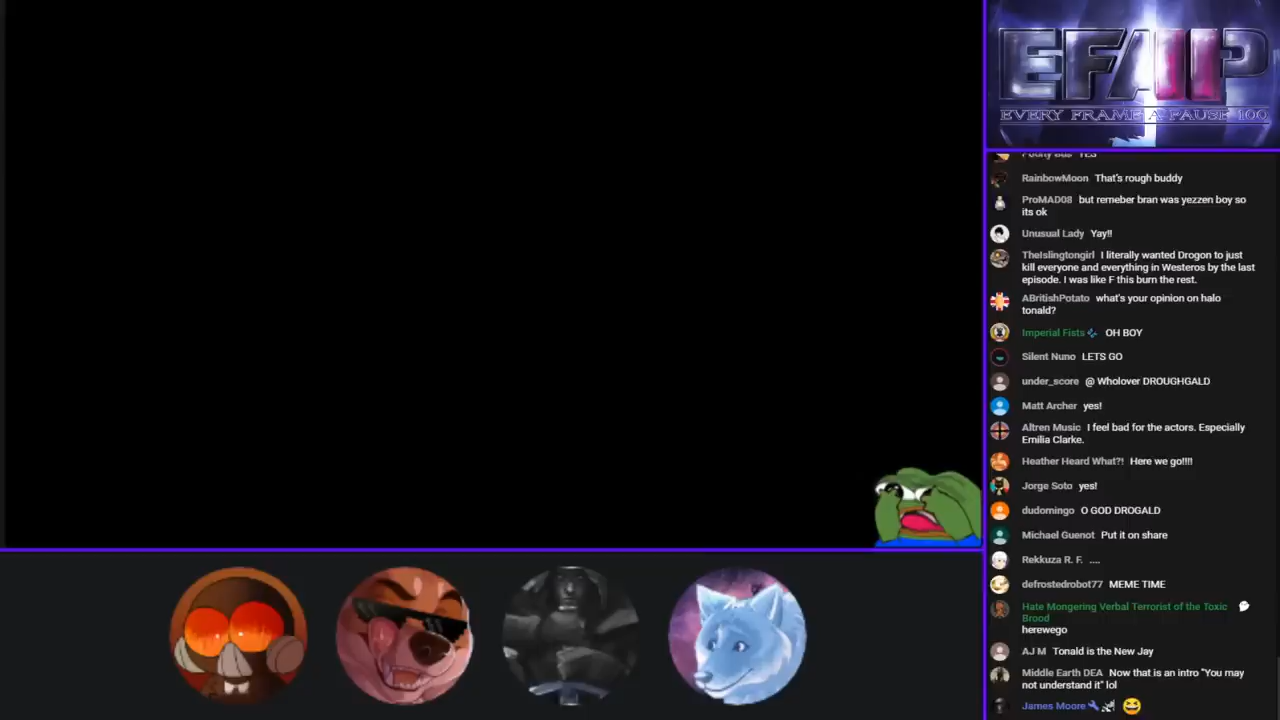 EFAP
EVERY FRAME A PAUSE 100
YES
RainbowMoon That's rough buddy
ProMAD08 but remeber bran was yezzen boy so
its ok
Unusual Lady Yay!!
TheIslingtongirl I literally wanted Drogon to just
kill everyone and everything in Westeros by the last
episode. I was like F this burn the rest.
ABritishPotato what's your opinion on halo
tonald?
Imperial Fists OH BOY
Silent Nuno LETS GO
under_score @ Wholover DROUGHGALD
Matt Archer yes!
Altren Music I feel bad for the actors. Especially
Emilia Clarke.
Heather Heard What?! Here we go!!!!
Jorge Soto yes!
dudomingo O GOD DROGALD
Michael Guenot Put it on share
Rekkuza R. F. ....
defrostedrobot77 MEME TIME
Hate Mongering Verbal Terrorist of the Toxic
Brood
herewego
AJ M Tonald is the New Jay
Middle Earth DEA Now that is an intro "You may
not understand it" lol
James Moore